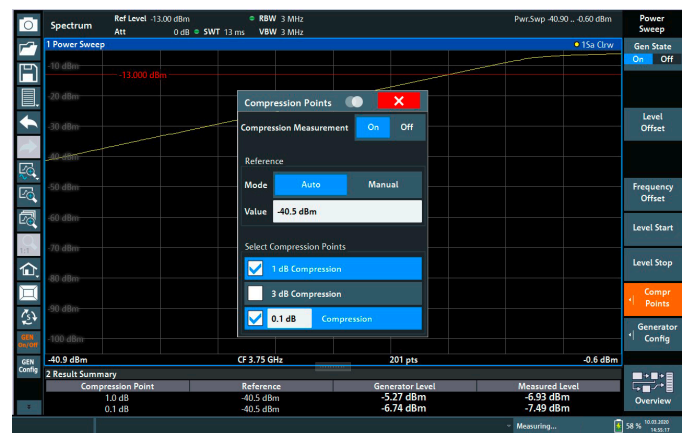 Spectrum
Ref Level -13.00 dBm
RBW 3 MHz
Pwr.Swp -40.90 .. -0.60 dBm
Att 0 dB SWT 13 ms VBW 3 MHz
Power Sweep
1 Power Sweep
1Sa Clrw
Gen State
On Off
-10 dBm
-13.000 dBm
-20 dBm
-30 dBm
-40 dBm
-50 dBm
-60 dBm
-70 dBm
-80 dBm
-90 dBm
-100 dBm
Compression Points
Compression Measurement On Off
Reference
Mode Auto Manual
Value -40.5 dBm
Select Compression Points
1 dB Compression
3 dB Compression
0.1 dB Compression
Level Offset
Frequency Offset
Level Start
Level Stop
Compr Points
Generator Config
Overview
1/1
GEN
On/Off
GEN
Config
-40.9 dBm CF 3.75 GHz 201 pts -0.6 dBm
2 Result Summary
Compression Point Reference Generator Level Measured Level
1.0 dB -40.5 dBm -5.27 dBm -6.93 dBm
0.1 dB -40.5 dBm -6.74 dBm -7.49 dBm
Measuring...
58 %
10.03.2020
14:55:17